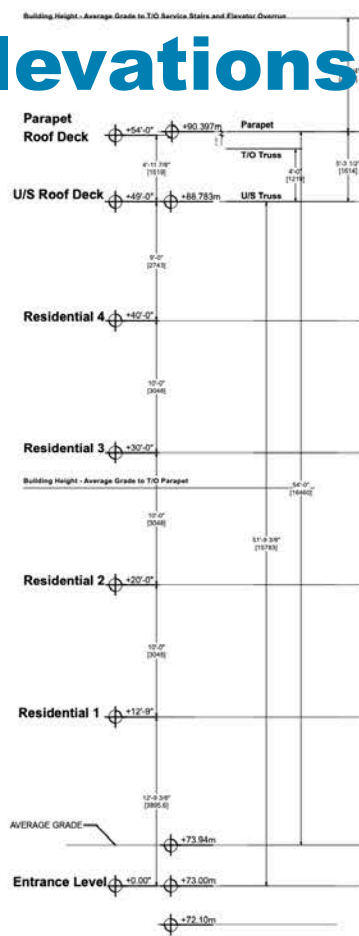 Building Height - Average Grade to T/O Service Stairs and Elevator Overrun
levations
Parapet
Roof Deck
+54'-0"
+90.397m
Parapet
T/O Truss
4'-11 7/8"
[1519]
4'-0"
[1219]
5'-3 1/2"
[1614]
U/S Roof Deck
+49'-0"
+88.783m
U/S Truss
9'-0"
[2743]
Residential 4
+40'-0"
10'-0"
[3048]
Residential 3
+30'-0"
Building Height - Average Grade to T/O Parapet
54'-0"
[16460]
10'-0"
[3048]
51'-9 3/8"
[15783]
Residential 2
+20'-0"
10'-0"
[3048]
Residential 1
+12'-9"
12'-9 3/8"
[3895.6]
AVERAGE GRADE
+73.94m
Entrance Level
+0.00"
+73.00m
+72.10m